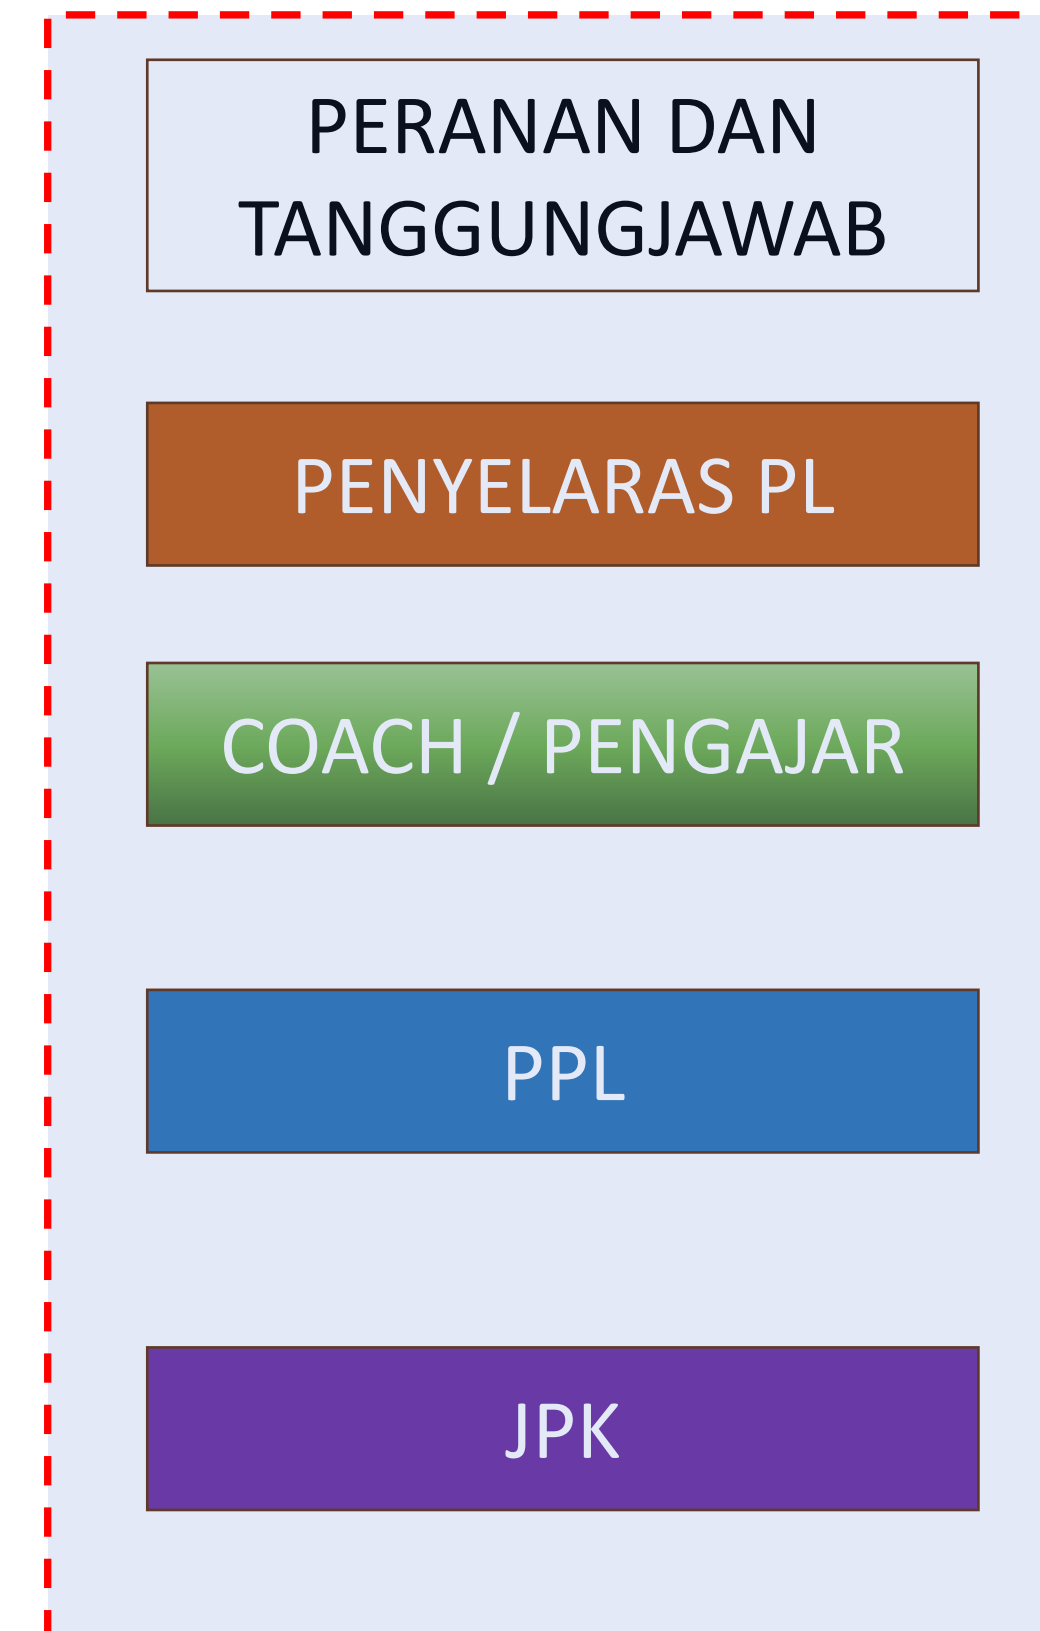 PERANAN DAN
TANGGUNGJAWAB
PENYELARAS PL
COACH / PENGAJAR
PPL
JPK